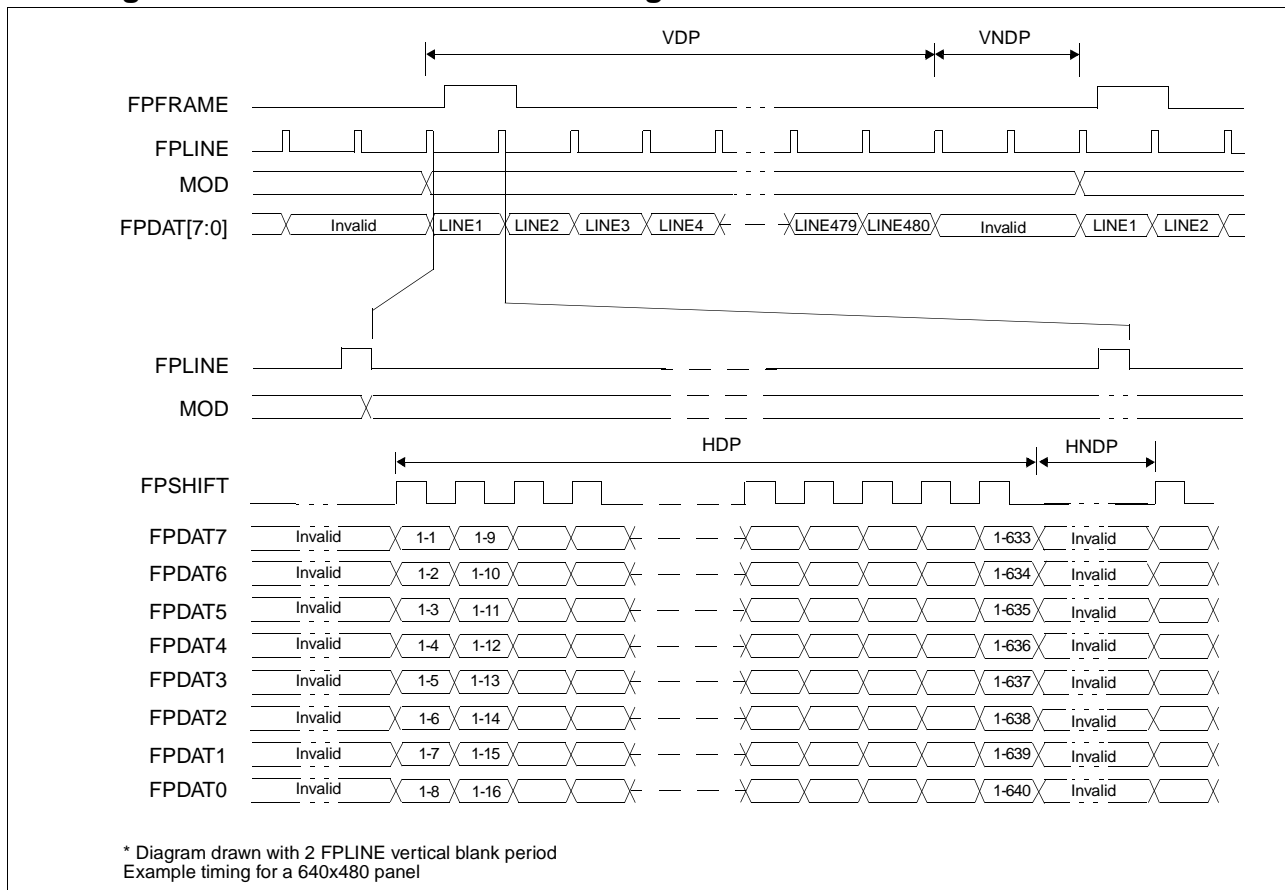 VDP VNDP
FPFRAME
FPLINE
MOD
FPDAT[7:0] Invalid LINE1 LINE2 LINE3 LINE4 LINE479 LINE480 Invalid LINE1 LINE2
FPLINE
MOD
HDP HNDP
FPSHIFT
FPDAT7 Invalid 1-1 1-9 1-633 Invalid
FPDAT6 Invalid 1-2 1-10 1-634 Invalid
FPDAT5 Invalid 1-3 1-11 1-635 Invalid
FPDAT4 Invalid 1-4 1-12 1-636 Invalid
FPDAT3 Invalid 1-5 1-13 1-637 Invalid
FPDAT2 Invalid 1-6 1-14 1-638 Invalid
FPDAT1 Invalid 1-7 1-15 1-639 Invalid
FPDAT0 Invalid 1-8 1-16 1-640 Invalid
* Diagram drawn with 2 FPLINE vertical blank period
Example timing for a 640x480 panel